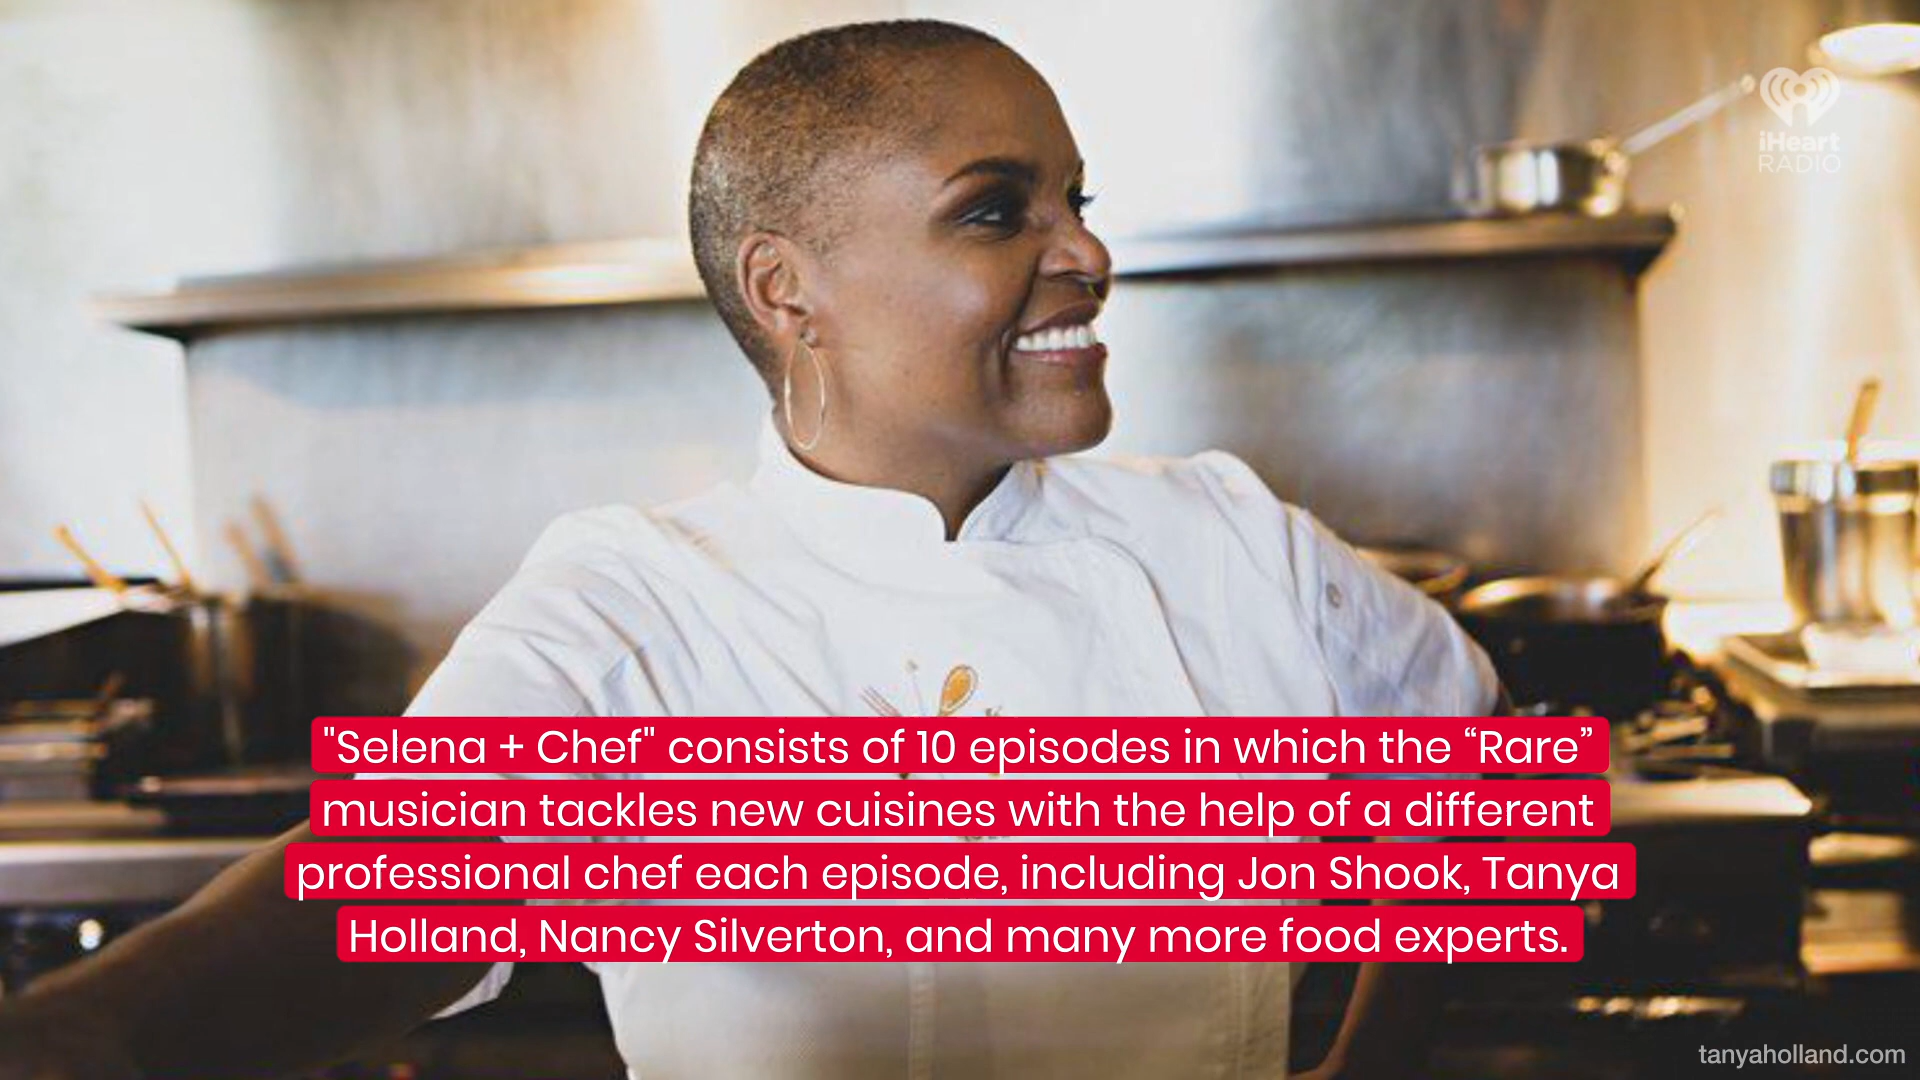 iHeart
RADIO
"Selena + Chef" consists of 10 episodes in which the “Rare”
musician tackles new cuisines with the help of a different
professional chef each episode, including Jon Shook, Tanya
Holland, Nancy Silverton, and many more food experts.
tanyaholland.com